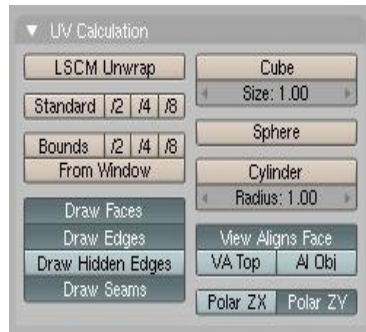 UV Calculation
LSCM Unwrap
Standard /2 /4 /8
Bounds /2 /4 /8
From Window
Draw Faces
Draw Edges
Draw Hidden Edges
Draw Seams
Cube
Size: 1.00
Sphere
Cylinder
Radius: 1.00
View Aligns Face
VA Top Al Obj
Polar ZX Polar ZY